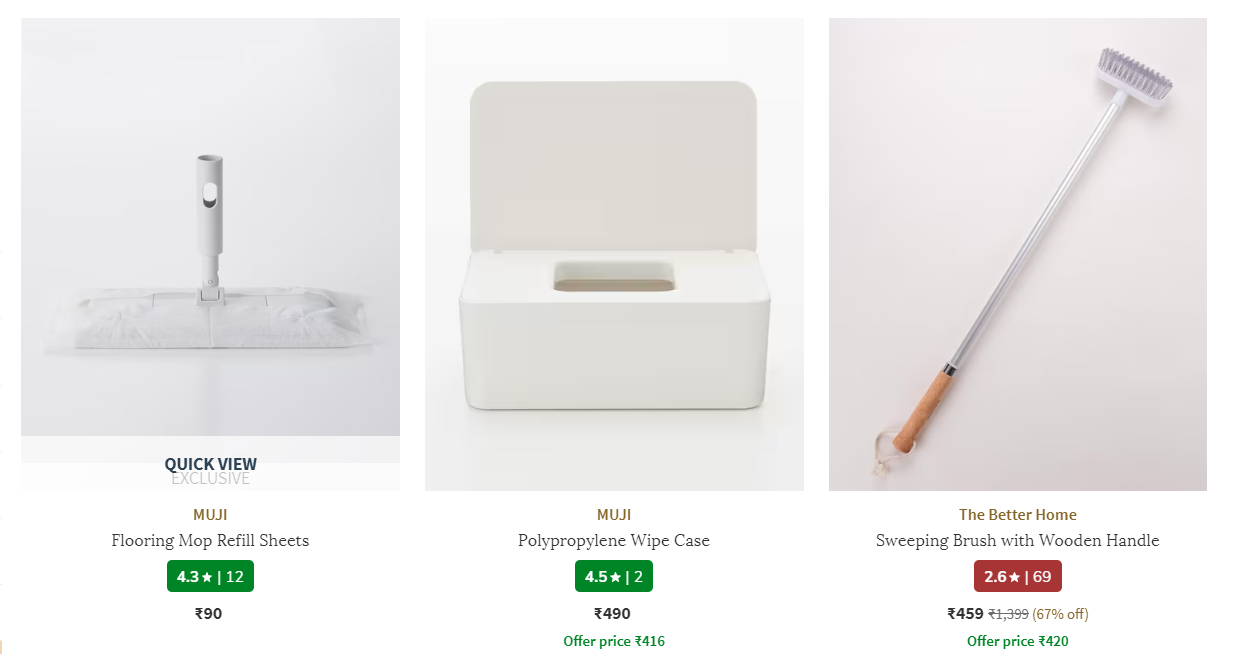 QUICK VIEW
EXCLUSIVE
MUJI
Flooring Mop Refill Sheets
4.3★ | 12
₹90
MUJI
Polypropylene Wipe Case
4.5★ | 2
₹490
Offer price ₹416
The Better Home
Sweeping Brush with Wooden Handle
2.6★ | 69
₹459 ₹1,399 (67% off)
Offer price ₹420